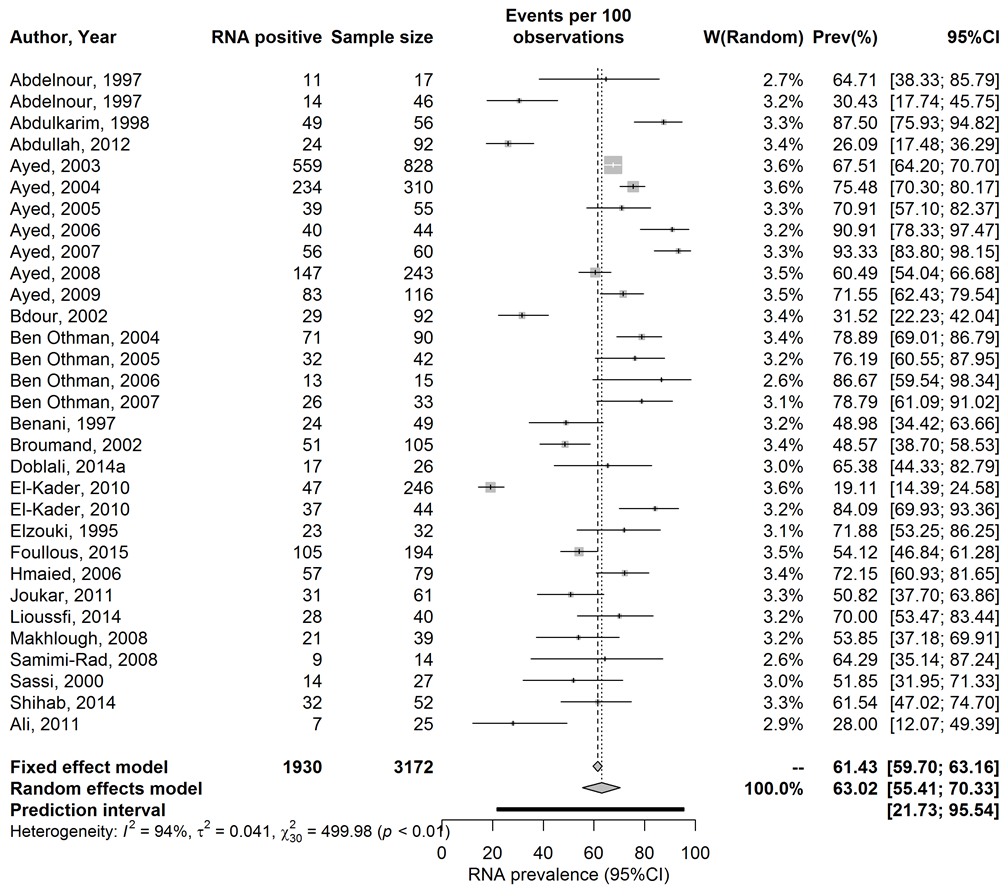 Events per 100
Author, Year RNA positive Sample size observations W(Random) Prev(%) 95%CI
Abdelnour, 1997 11 17 2.7% 64.71 [38.33; 85.79]
Abdelnour, 1997 14 46 3.2% 30.43 [17.74; 45.75]
Abdulkarim, 1998 49 56 3.3% 87.50 [75.93; 94.82]
Abdullah, 2012 24 92 3.4% 26.09 [17.48; 36.29]
Ayed, 2003 559 828 3.6% 67.51 [64.20; 70.70]
Ayed, 2004 234 310 3.6% 75.48 [70.30; 80.17]
Ayed, 2005 39 55 3.3% 70.91 [57.10; 82.37]
Ayed, 2006 40 44 3.2% 90.91 [78.33; 97.47]
Ayed, 2007 56 60 3.3% 93.33 [83.80; 98.15]
Ayed, 2008 147 243 3.5% 60.49 [54.04; 66.68]
Ayed, 2009 83 116 3.5% 71.55 [62.43; 79.54]
Bdour, 2002 29 92 3.4% 31.52 [22.23; 42.04]
Ben Othman, 2004 71 90 3.4% 78.89 [69.01; 86.79]
Ben Othman, 2005 32 42 3.2% 76.19 [60.55; 87.95]
Ben Othman, 2006 13 15 2.6% 86.67 [59.54; 98.34]
Ben Othman, 2007 26 33 3.1% 78.79 [61.09; 91.02]
Benani, 1997 24 49 3.2% 48.98 [34.42; 63.66]
Broumand, 2002 51 105 3.4% 48.57 [38.70; 58.53]
Doblali, 2014a 17 26 3.0% 65.38 [44.33; 82.79]
El-Kader, 2010 47 246 3.6% 19.11 [14.39; 24.58]
El-Kader, 2010 37 44 3.2% 84.09 [69.93; 93.36]
Elzouki, 1995 23 32 3.1% 71.88 [53.25; 86.25]
Foullous, 2015 105 194 3.5% 54.12 [46.84; 61.28]
Hmaied, 2006 57 79 3.4% 72.15 [60.93; 81.65]
Joukar, 2011 31 61 3.3% 50.82 [37.70; 63.86]
Lioussfi, 2014 28 40 3.2% 70.00 [53.47; 83.44]
Makhlough, 2008 21 39 3.2% 53.85 [37.18; 69.91]
Samimi-Rad, 2008 9 14 2.6% 64.29 [35.14; 87.24]
Sassi, 2000 14 27 3.0% 51.85 [31.95; 71.33]
Shihab, 2014 32 52 3.3% 61.54 [47.02; 74.70]
Ali, 2011 7 25 2.9% 28.00 [12.07; 49.39]
Fixed effect model 1930 3172 -- 61.43 [59.70; 63.16]
Random effects model 100.0% 63.02 [55.41; 70.33]
Prediction interval [21.73; 95.54]
Heterogeneity: I² = 94%, τ² = 0.041, χ²₃₀ = 499.98 (p < 0.01)
0 20 40 60 80 100
RNA prevalence (95%CI)